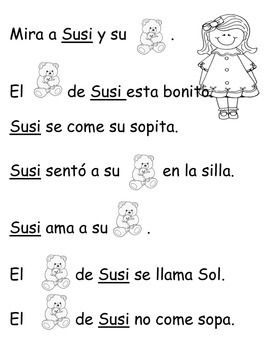 Mira a Susi y su .
El de Susi esta bonito.
Susi se come su sopita.
Susi sentó a su en la silla.
Susi ama a su .
El de Susi se llama Sol.
El de Susi no come sopa.